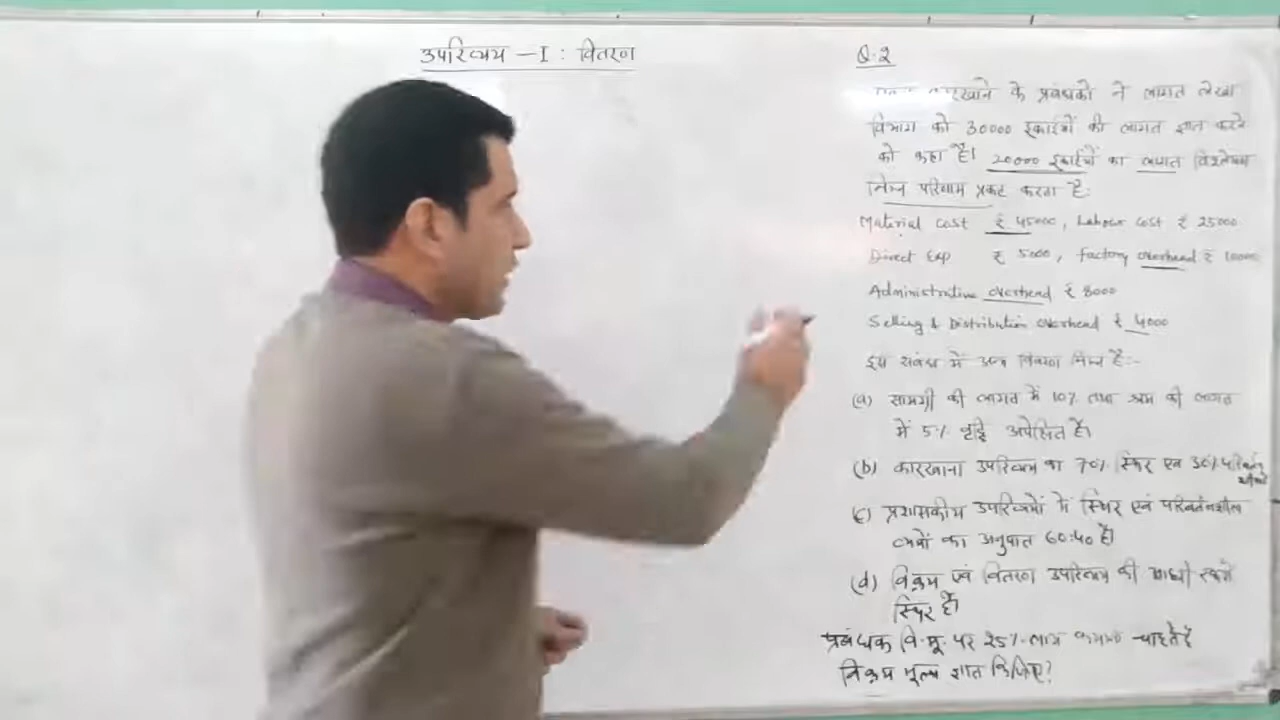 उपरिव्यय - I : वितरण
Q.2
कारखाने के प्रबंधकों ने लागत लेखा
विभाग को 30000 इकाईयों की लागत ज्ञात करने
को कहा है। 20000 इकाईयों का लागत विश्लेषण
निम्न परिणाम प्रकट करता है:
Material Cost ₹ 45000, Labour Cost ₹ 25000
Direct Exp ₹ 5000, Factory overhead ₹ 10000
Administrative overhead ₹ 8000
Selling & Distribution overhead ₹ 4000
इस संबंध में अन्य विवरण निम्न है:-
(a) सामग्री की लागत में 10% तथा श्रम की लागत
में 5% वृद्धि अपेक्षित है।
(b) कारखाना उपरिव्यय का 70% स्थिर एवं 30%
(c) प्रशासकीय उपरिव्ययों में स्थिर एवं परिवर्तनशील
व्ययों का अनुपात 60:40 है।
(d) विक्रय एवं वितरण उपरिव्यय की आधी रकम
स्थिर है।
प्रबंधक वि. मू. पर 25% लाभ कमाना चाहते है
विक्रय मूल्य ज्ञात किजिए?